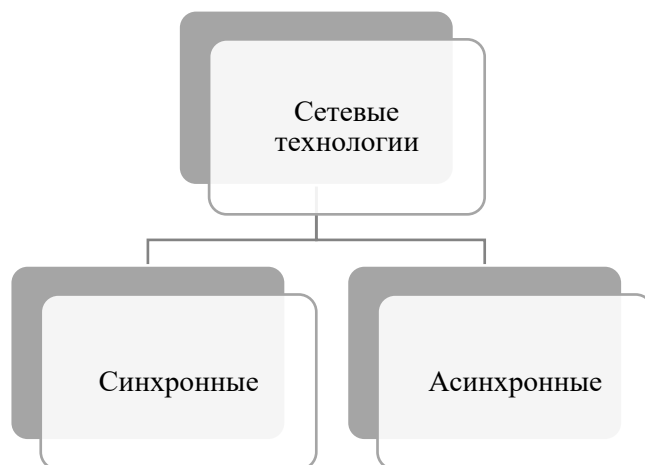 Сетевые
технологии
Синхронные
Асинхронные